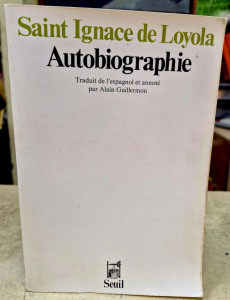 Saint Ignace de Loyola
Autobiographie
Traduit de l'espagnol et annoté
par Alain Guillermou
Seuil